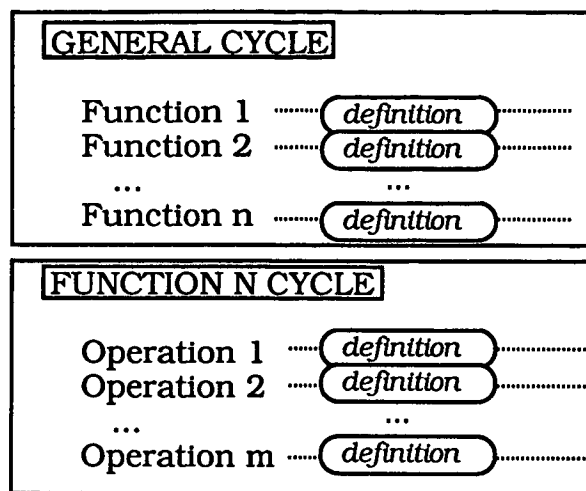 GENERAL CYCLE
Function 1 definition
Function 2 definition
... ...
Function n definition
FUNCTION N CYCLE
Operation 1 definition
Operation 2 definition
... ...
Operation m definition